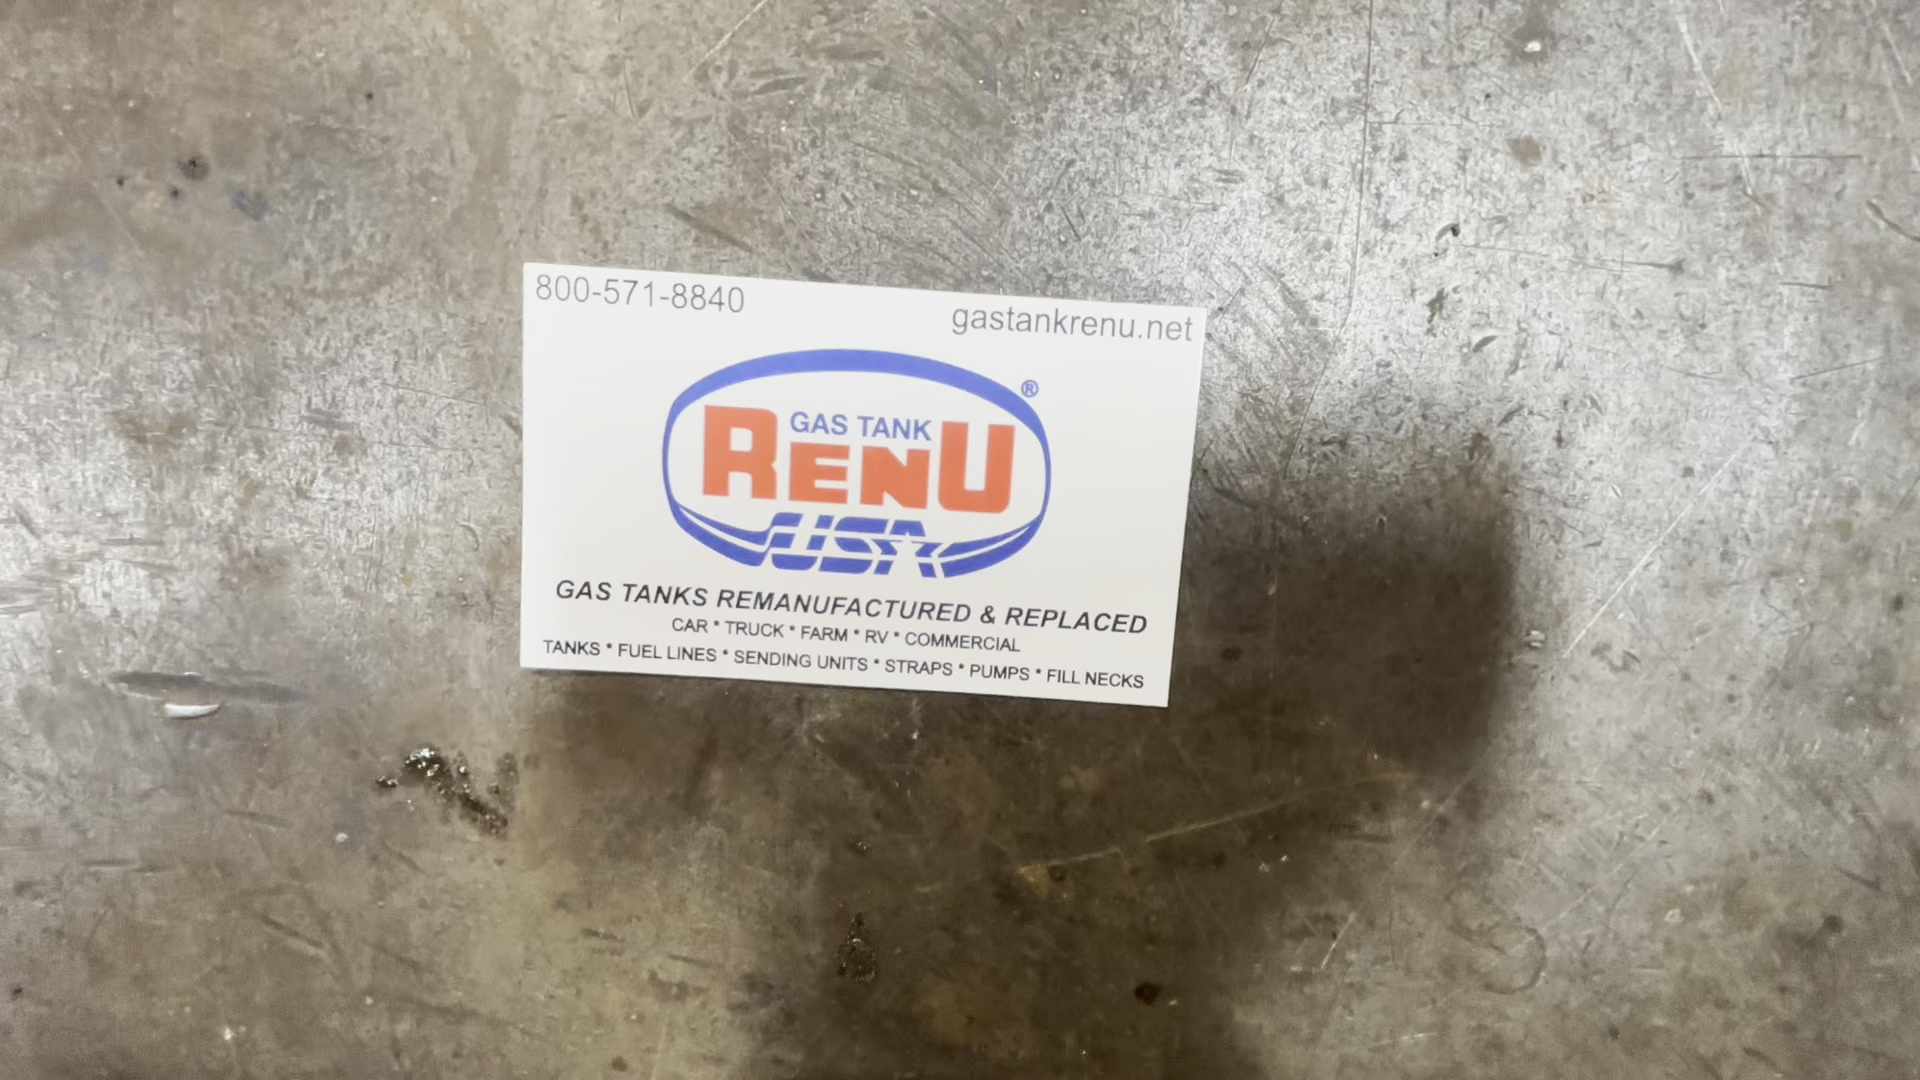 800-571-8840
gastankrenu.net
®
GAS TANK
RENU
USA
GAS TANKS REMANUFACTURED & REPLACED
CAR * TRUCK * FARM * RV * COMMERCIAL
TANKS * FUEL LINES * SENDING UNITS * STRAPS * PUMPS * FILL NECKS